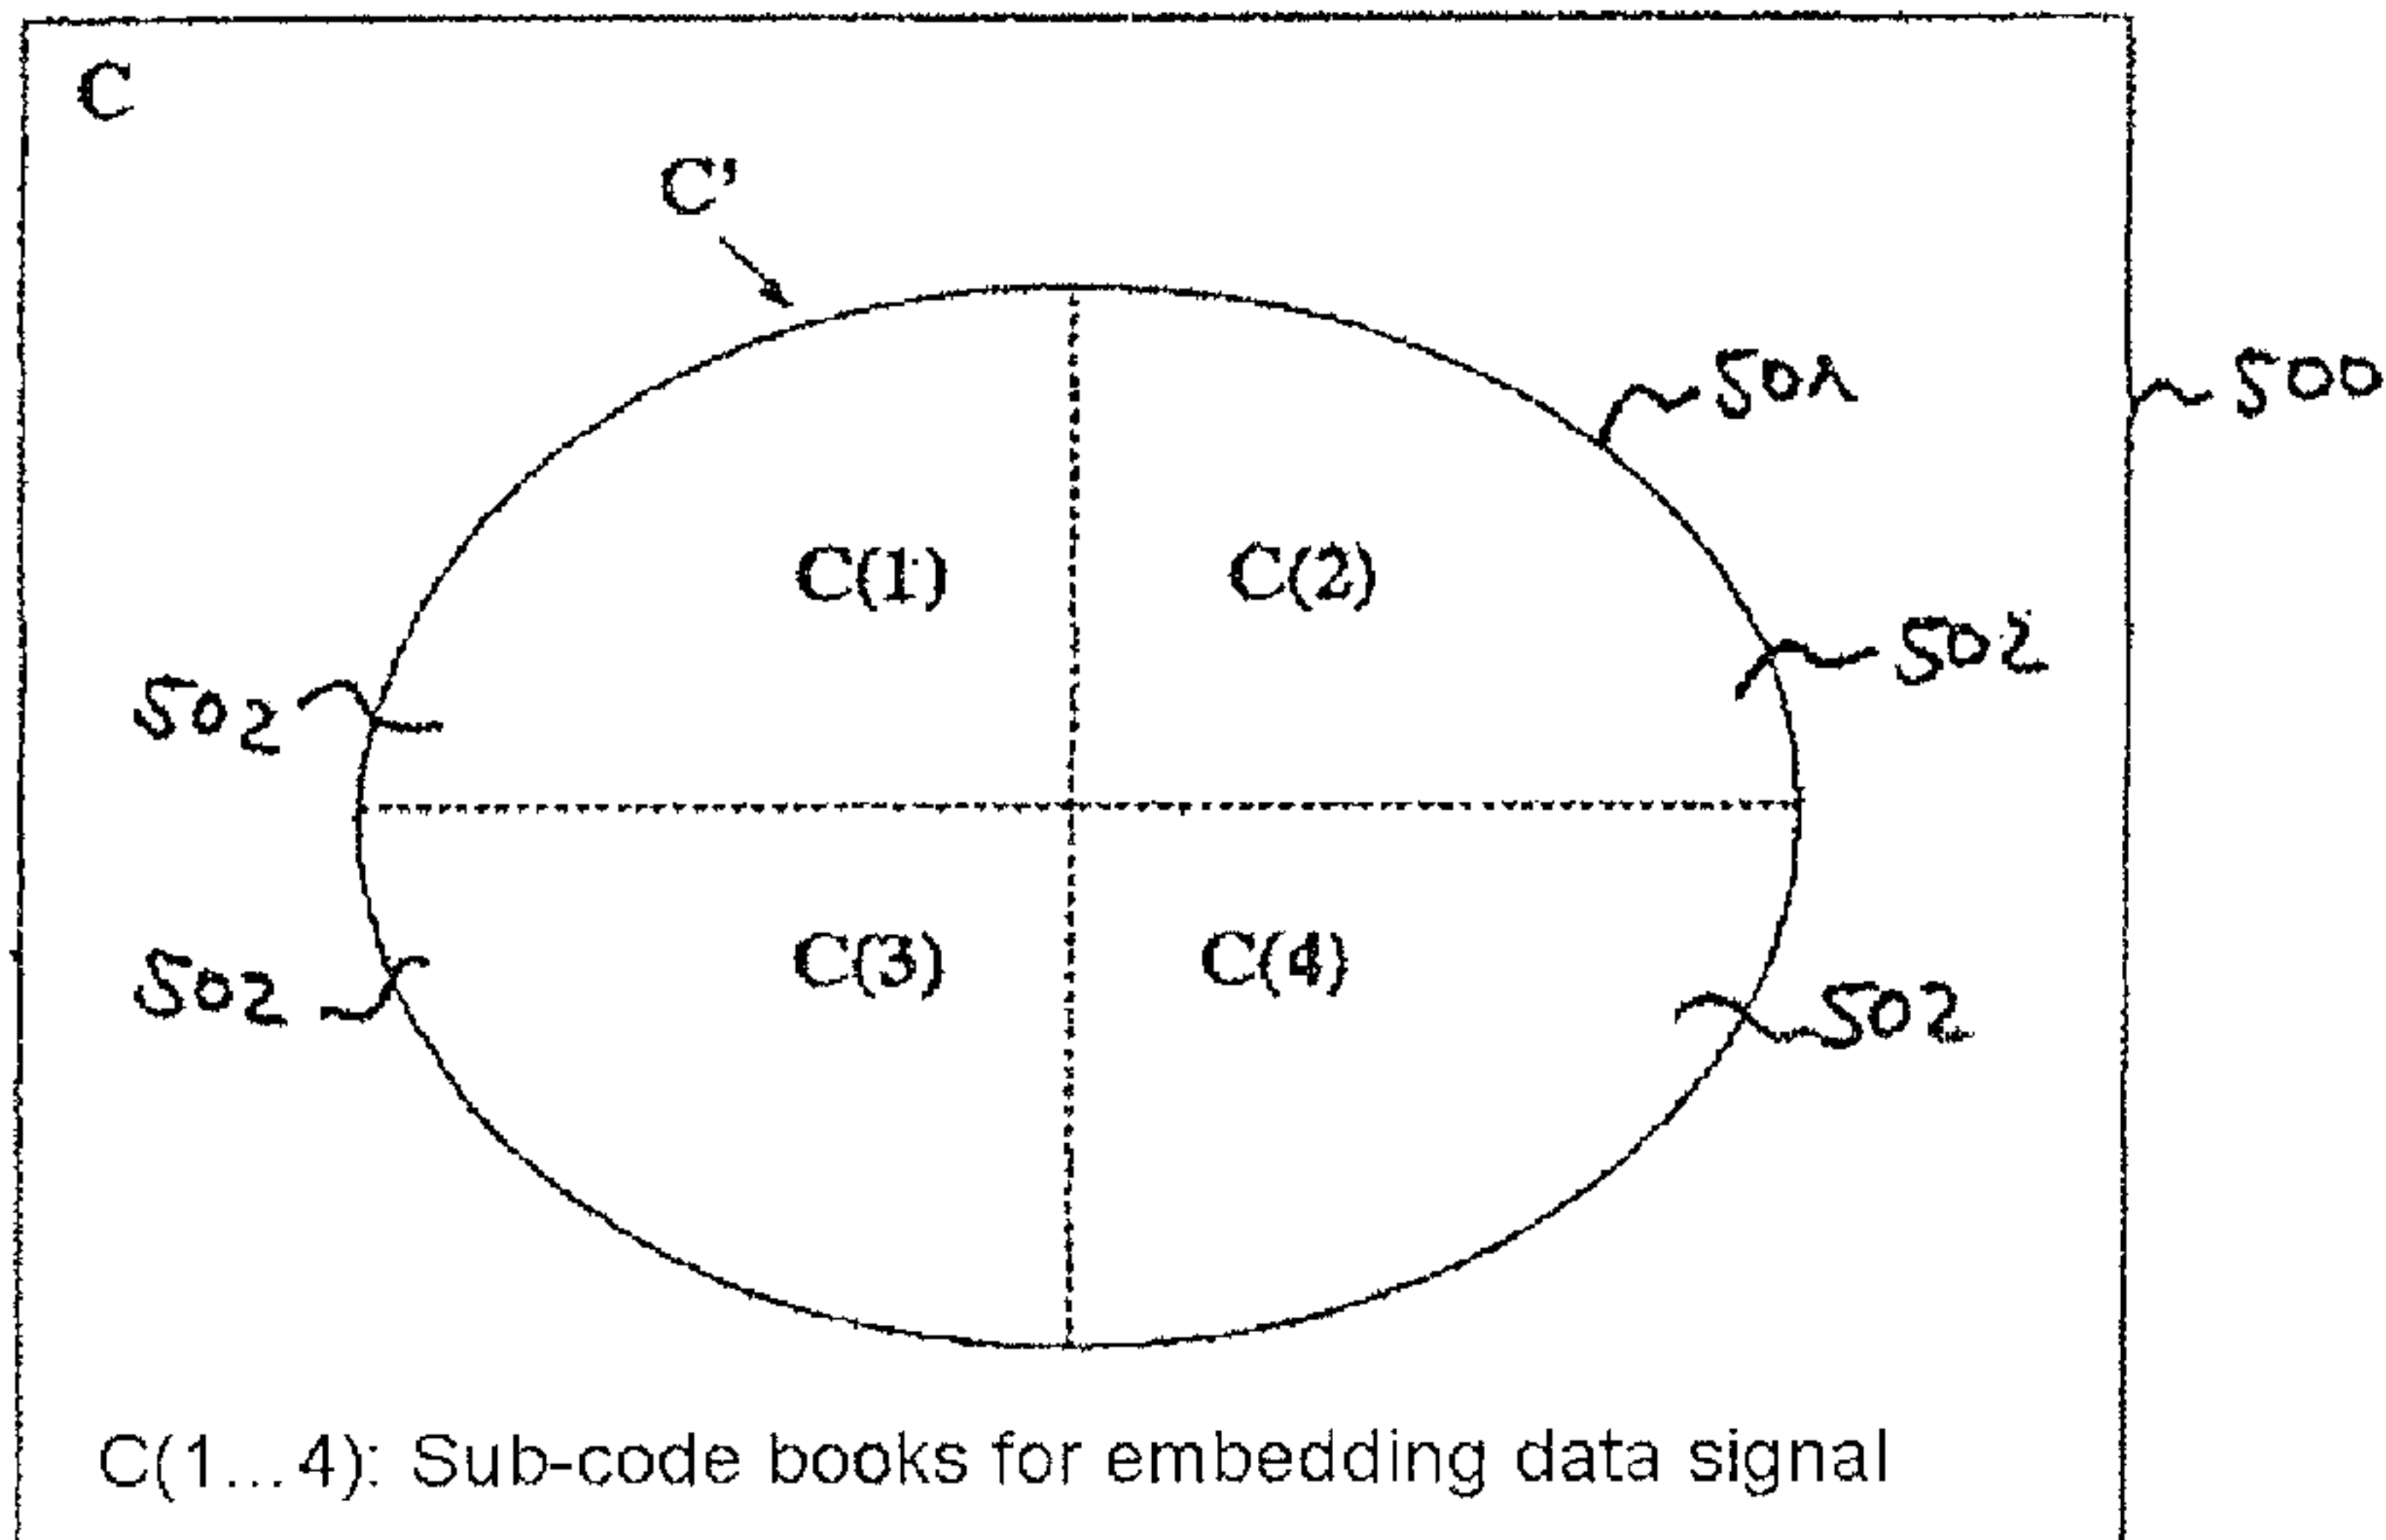 C
C'
501
500
C(1) C(2)
502
502
C(3) C(4)
502
502
C(1...4): Sub-code books for embedding data signal